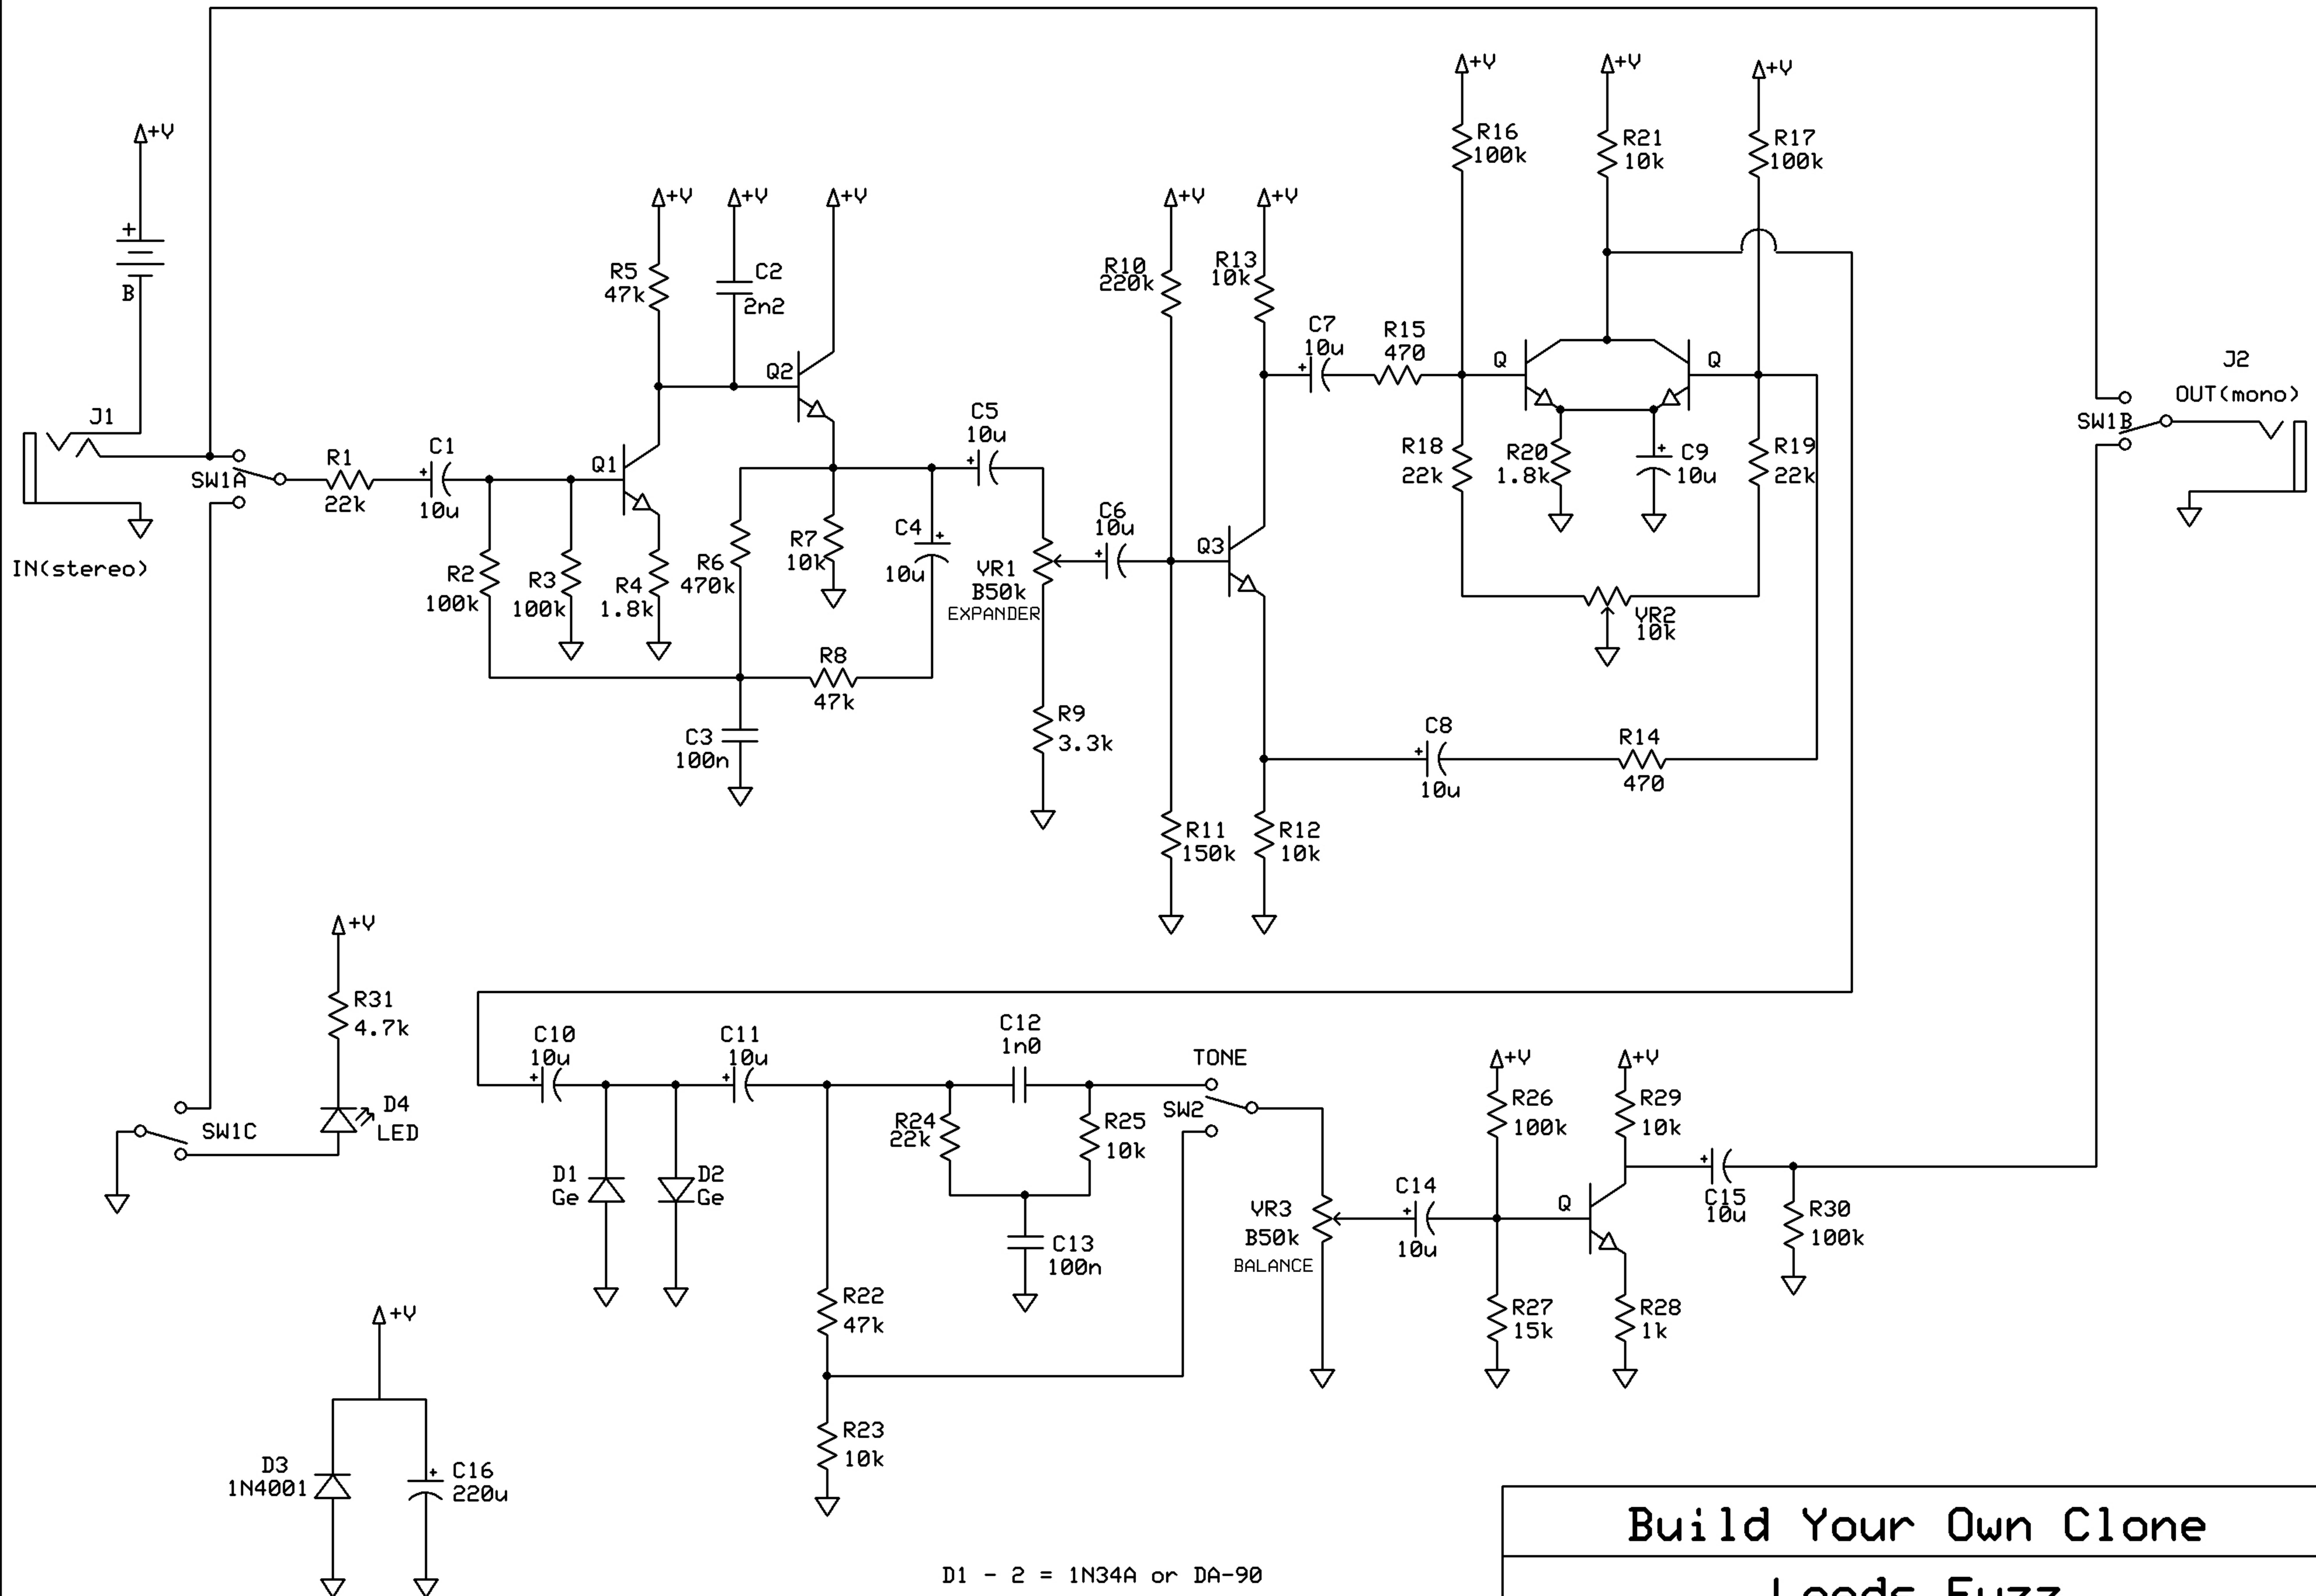 +V
+
B
J1
IN(stereo)
SW1A
R1
22k
C1
+
10u
R2
100k
R3
100k
Q1
R4
1.8k
+V
R5
47k
+V
C2
2n2
+V
Q2
R6
470k
R7
10k
C4
+
10u
R8
47k
C3
100n
C5
10u
+
VR1
B50k
EXPANDER
R9
3.3k
C6
10u
+
+V
R10
220k
+V
R13
10k
Q3
R11
150k
R12
10k
C7
10u
+
R15
470
+V
R16
100k
+V
R21
10k
+V
R17
100k
Q
Q
R18
22k
R20
1.8k
+
C9
10u
R19
22k
VR2
10k
C8
+
10u
R14
470
J2
OUT(mono)
SW1B
+V
R31
4.7k
D4
LED
SW1C
C10
10u
+
C11
10u
+
C12
1n0
TONE
SW2
R24
22k
R25
10k
D1
Ge
D2
Ge
C13
100n
R22
47k
R23
10k
VR3
B50k
BALANCE
C14
+
10u
+V
R26
100k
+V
R29
10k
Q
+
C15
10u
R30
100k
R27
15k
R28
1k
+V
D3
1N4001
+
C16
220u
D1 - 2 = 1N34A or DA-90
Build Your Own Clone
Leeds Fuzz